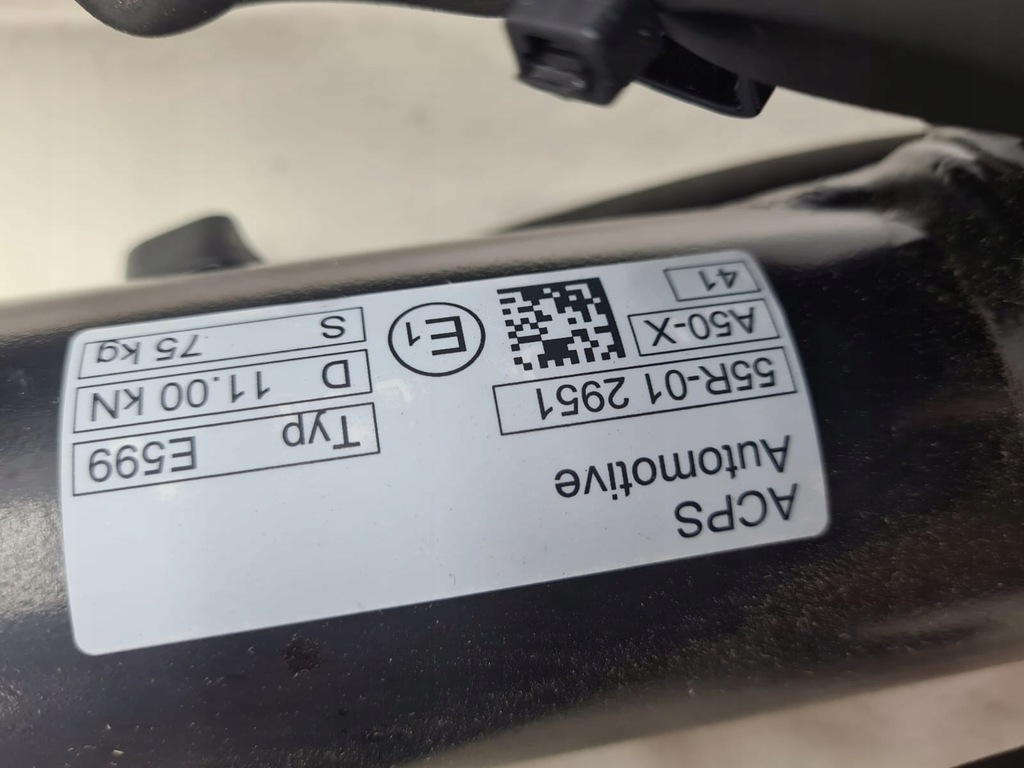 ACPS
Automotive
55R-01 2951
A50-X
41
E1
Typ E599
D 11.00 kN
S 75 kg